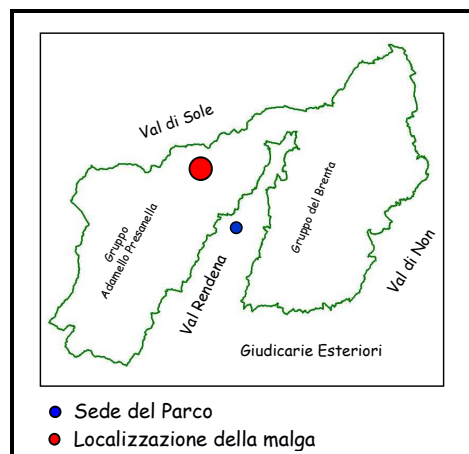 Val di Sole
Gruppo
Adamello Presanella
Gruppo del Brenta
Val Rendena
Val di Non
Giudicarie Esteriori
Sede del Parco
Localizzazione della malga